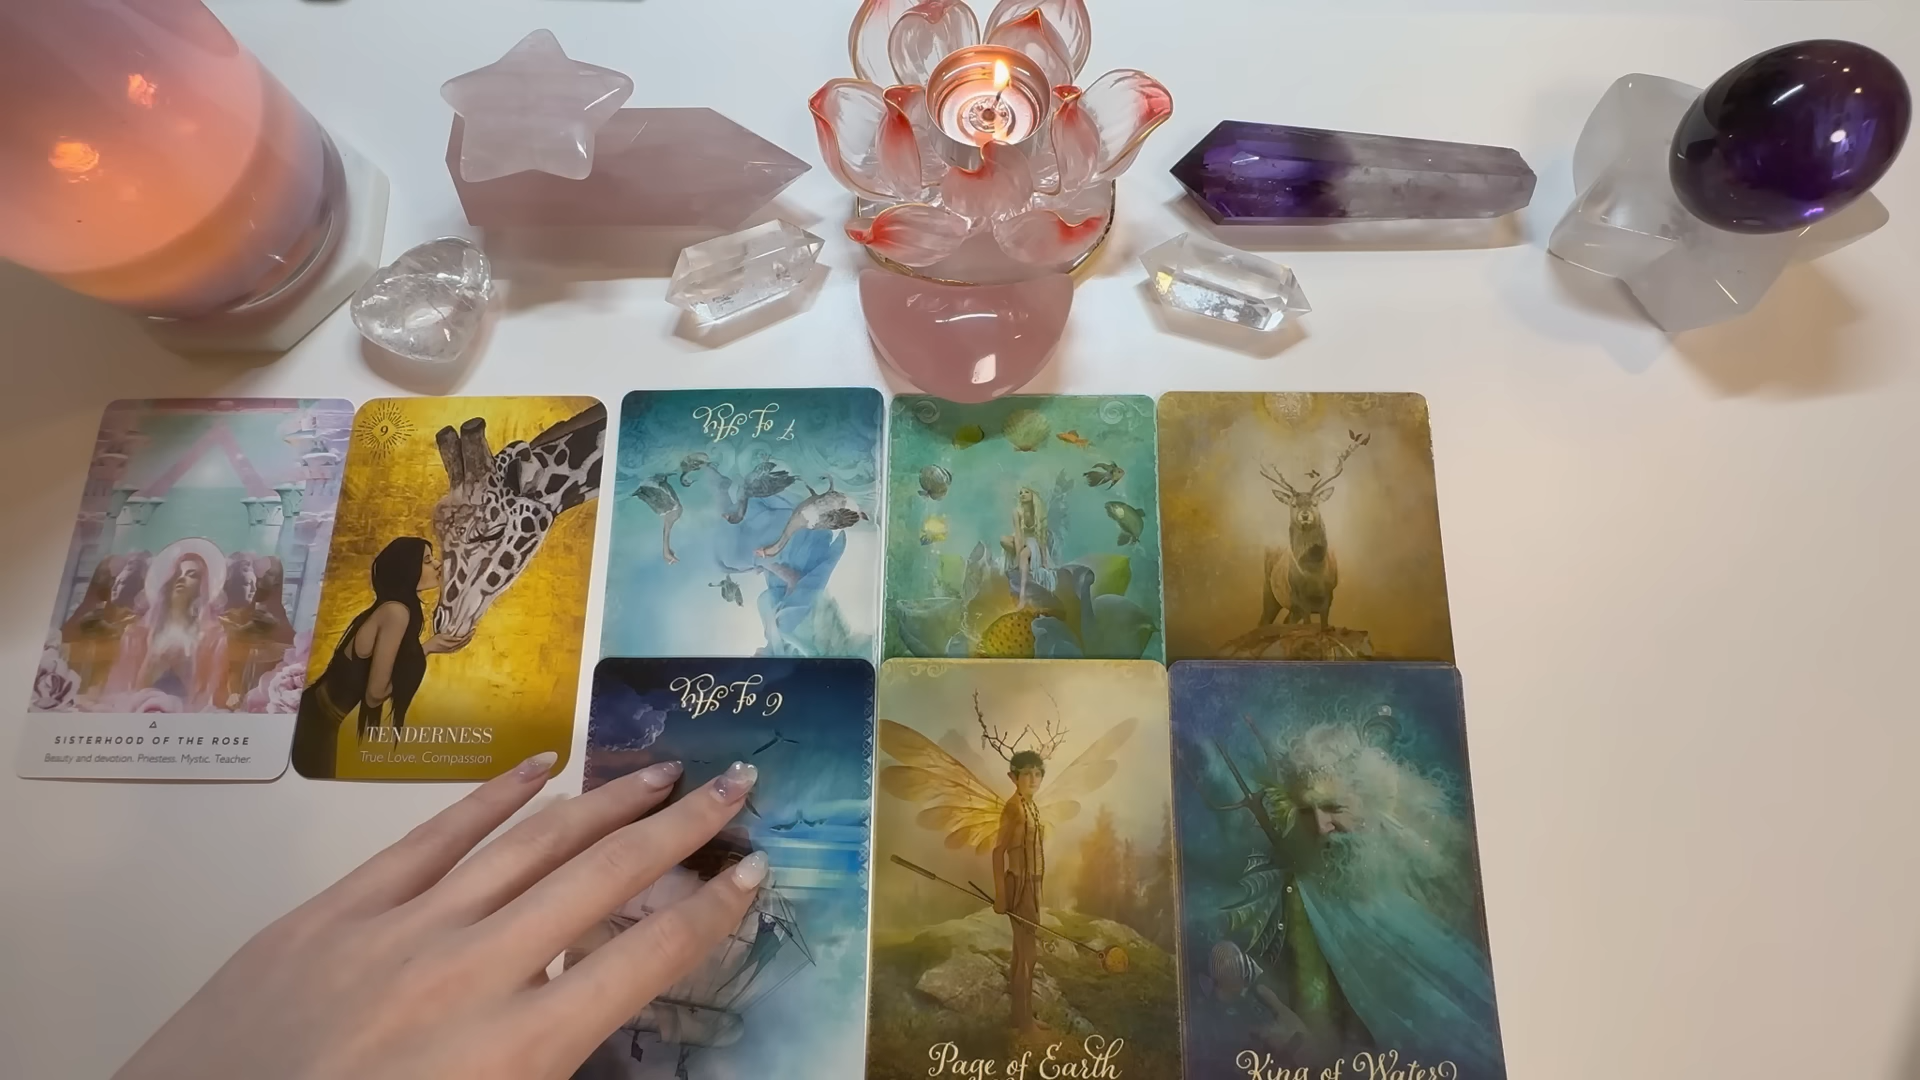 7 of Air
9
SISTERHOOD OF THE ROSE
Beauty and devotion. Priestess. Mystic. Teacher.
TENDERNESS
True Love, Compassion
6 of Air
Page of Earth
King of Water